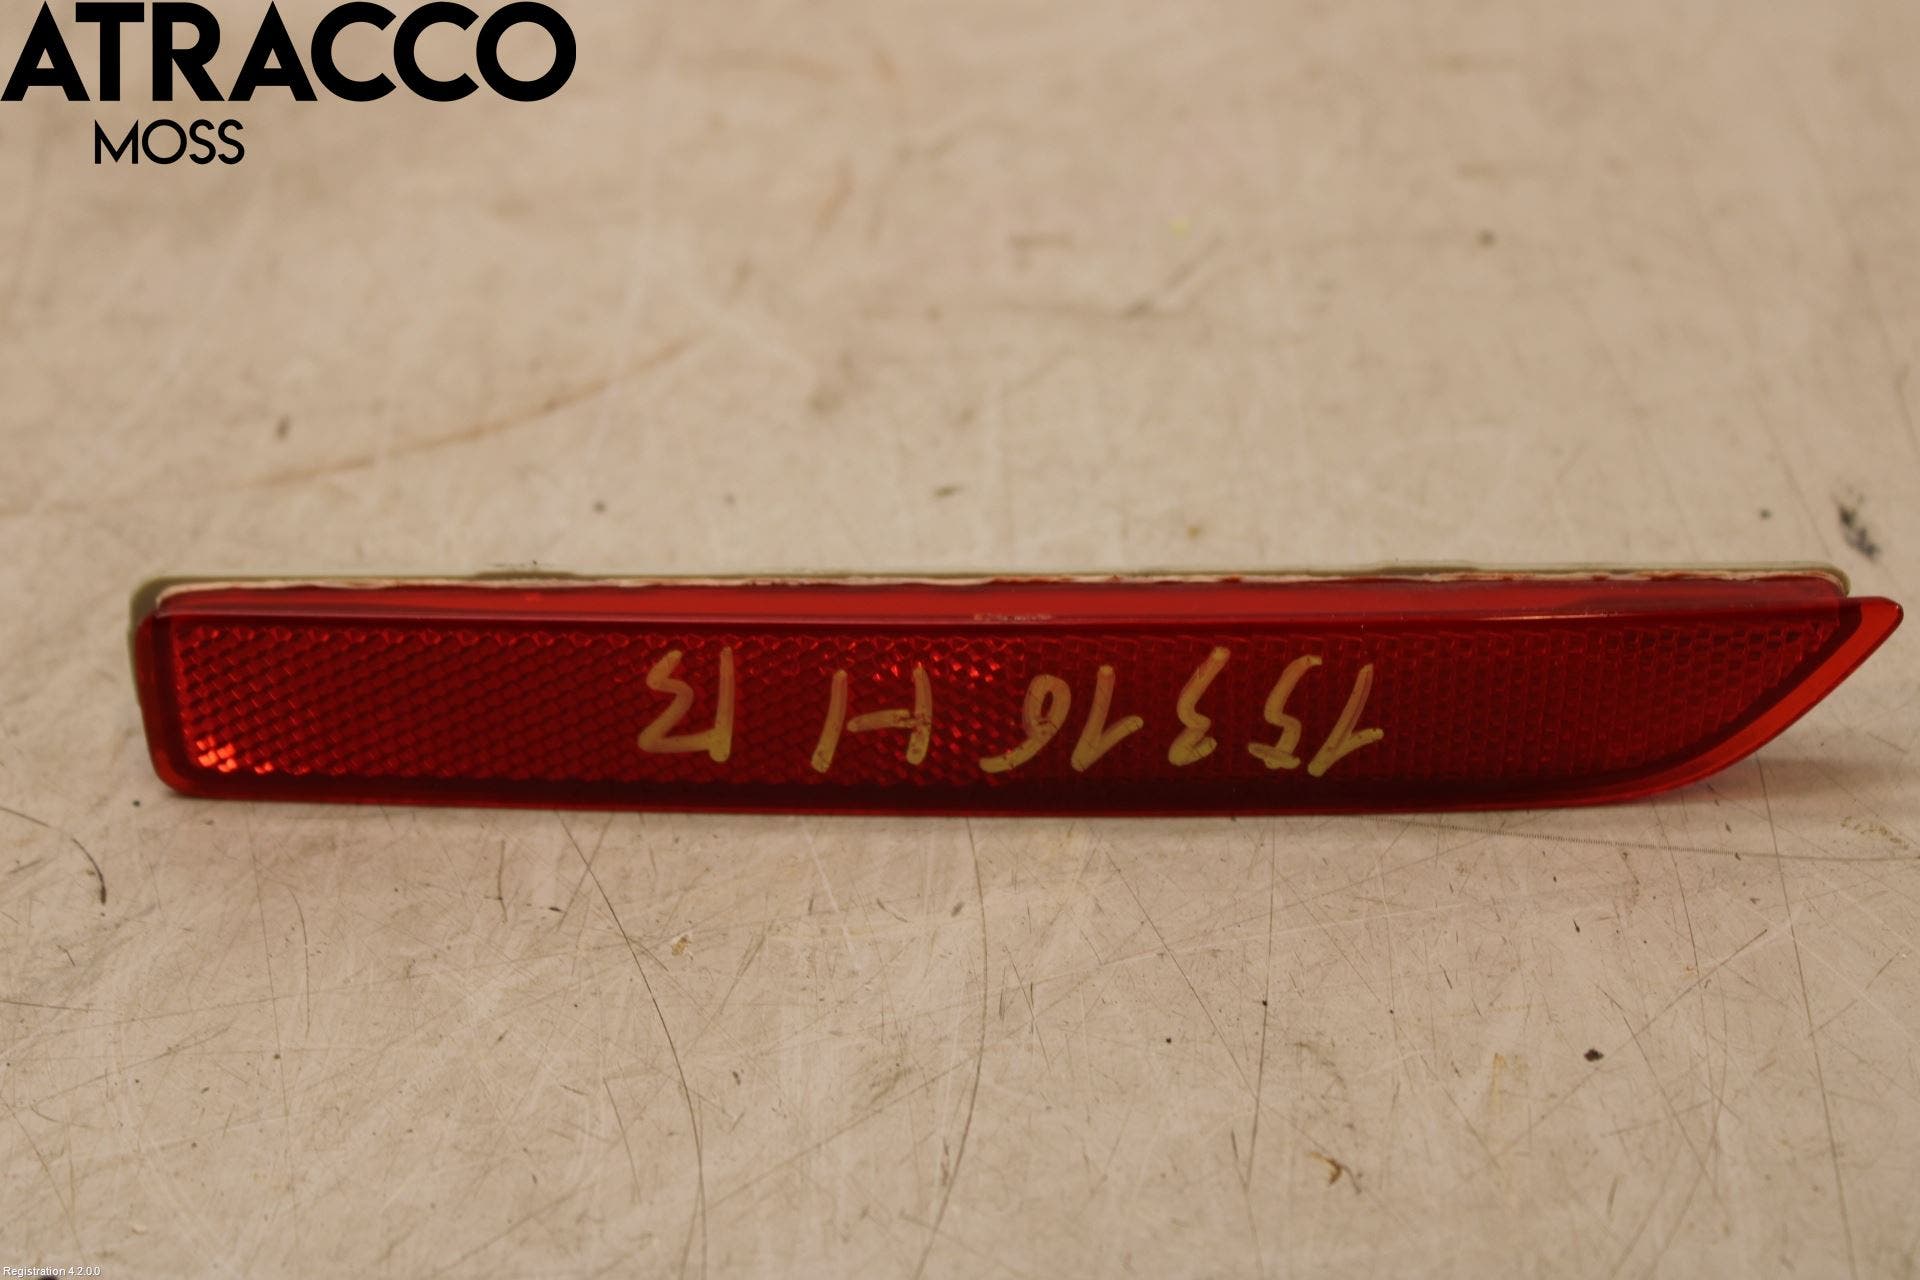 ATRACCO
MOSS
15316 H B
Registration 4.2.0.0